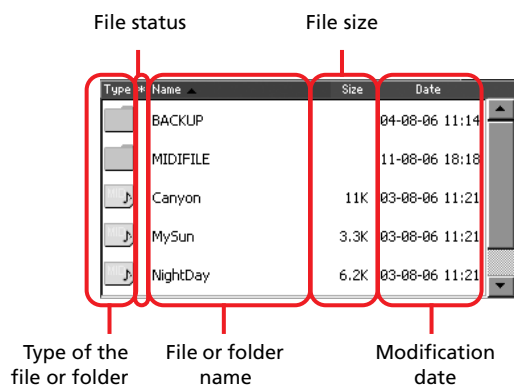 File status File size
Type * Name Size Date
BACKUP 04-08-06 11:14
MIDIFILE 11-08-06 18:18
Canyon 11K 03-08-06 11:21
MySun 3.3K 03-08-06 11:21
NightDay 6.2K 03-08-06 11:21
Type of the File or folder Modification
file or folder name date